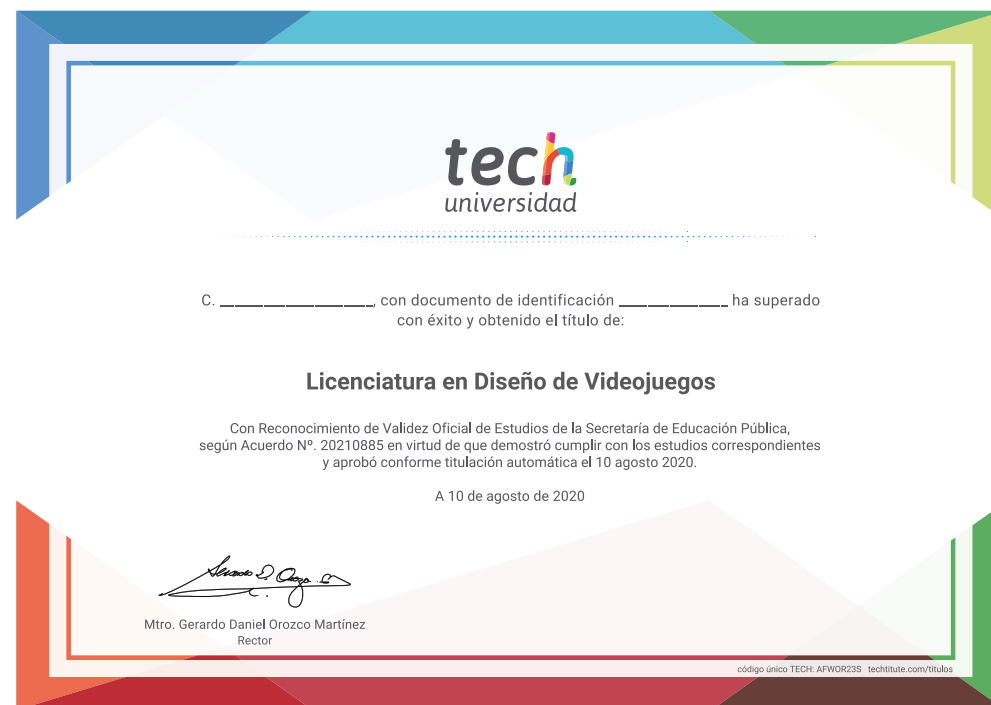 tech
universidad
C. ____________________, con documento de identificación ______________ ha superado
con éxito y obtenido el título de:
Licenciatura en Diseño de Videojuegos
Con Reconocimiento de Validez Oficial de Estudios de la Secretaría de Educación Pública,
según Acuerdo Nº. 20210885 en virtud de que demostró cumplir con los estudios correspondientes
y aprobó conforme titulación automática el 10 agosto 2020.
A 10 de agosto de 2020
Mtro. Gerardo Daniel Orozco Martínez
Rector
código único TECH: AFWOR23S techtitute.com/titulos